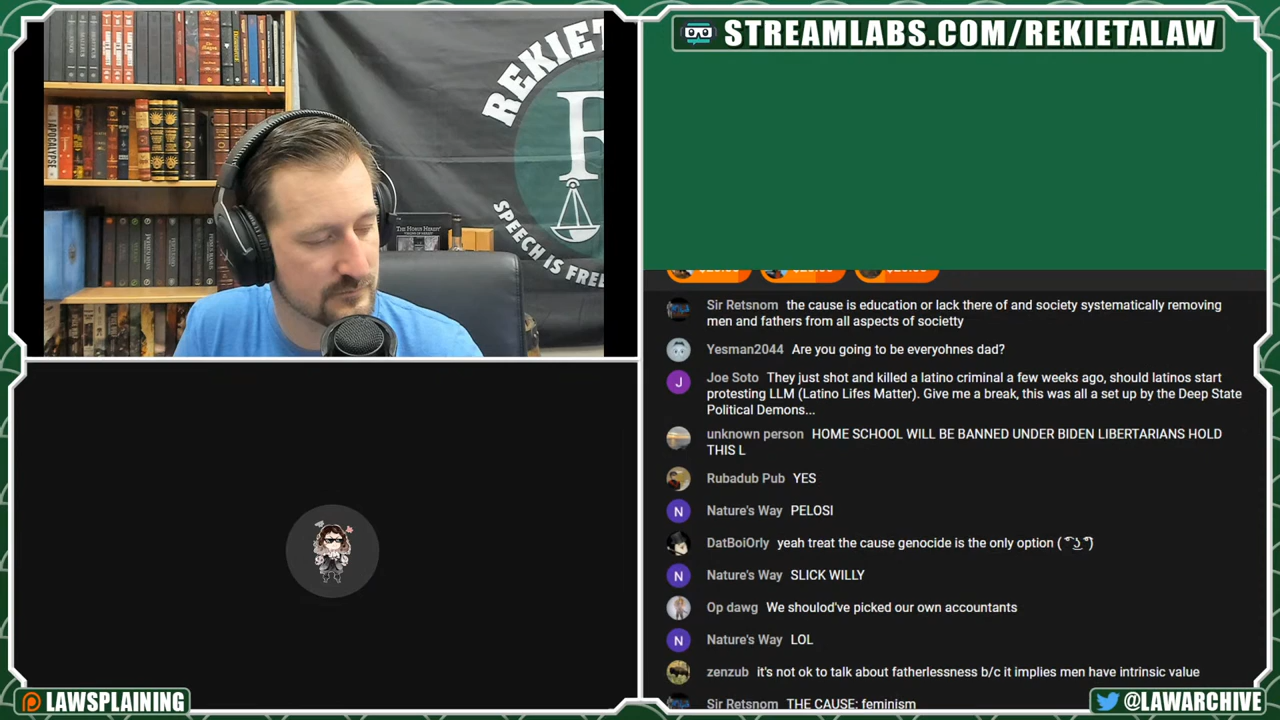 STREAMLABS.COM/REKIETALAW
REKIET
SPEECH IS FREE
APOCALYPSE
THE HORUS HERESY
Sir Retsnom the cause is education or lack there of and society systematically removing
men and fathers from all aspects of societty
Yesman2044 Are you going to be everyohnes dad?
J
Joe Soto They just shot and killed a latino criminal a few weeks ago, should latinos start
protesting LLM (Latino Lifes Matter). Give me a break, this was all a set up by the Deep State
Political Demons...
unknown person HOME SCHOOL WILL BE BANNED UNDER BIDEN LIBERTARIANS HOLD
THIS L
Rubadub Pub YES
N
Nature's Way PELOSI
DatBoiOrly yeah treat the cause genocide is the only option ( ͡° ͜ʖ ͡°)
N
Nature's Way SLICK WILLY
Op dawg We shoulod've picked our own accountants
N
Nature's Way LOL
zenzub it's not ok to talk about fatherlessness b/c it implies men have intrinsic value
Sir Retsnom THE CAUSE: feminism
LAWSPLAINING
@LAWARCHIVE